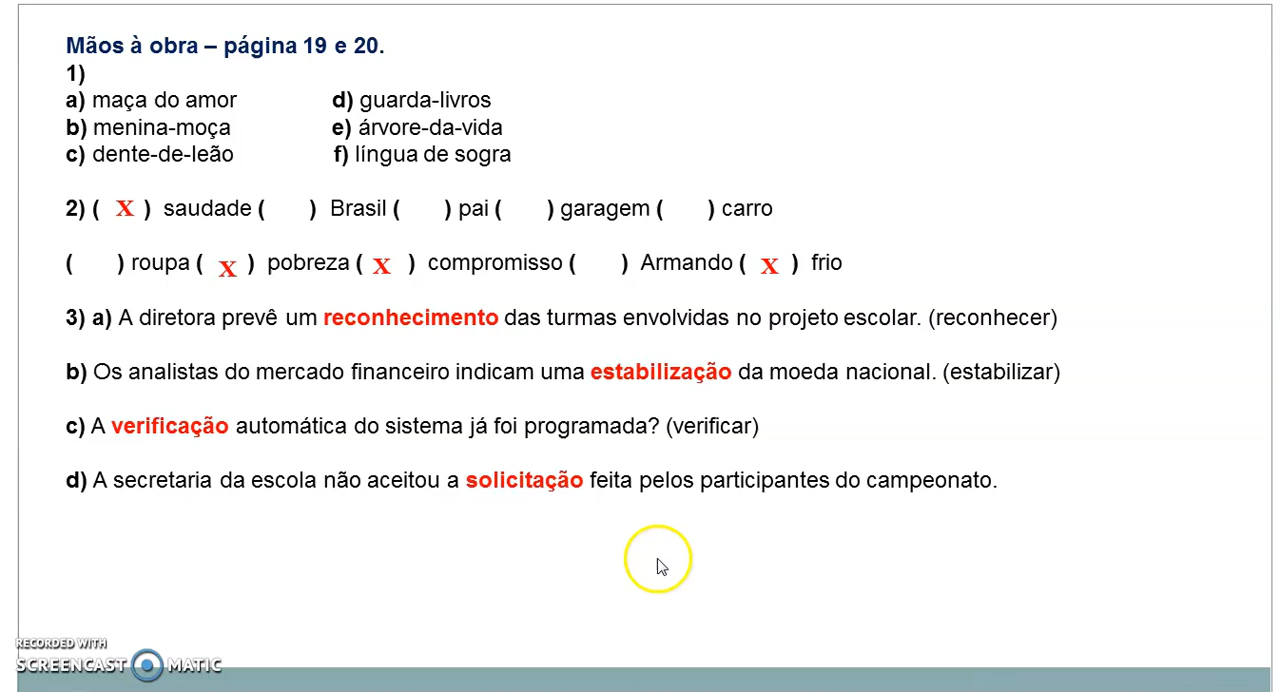 Mãos à obra – página 19 e 20.
1)
a) maça do amor d) guarda-livros
b) menina-moça e) árvore-da-vida
c) dente-de-leão f) língua de sogra
2) ( X ) saudade ( ) Brasil ( ) pai ( ) garagem ( ) carro
( ) roupa ( X ) pobreza ( X ) compromisso ( ) Armando ( X ) frio
3) a) A diretora prevê um reconhecimento das turmas envolvidas no projeto escolar. (reconhecer)
b) Os analistas do mercado financeiro indicam uma estabilização da moeda nacional. (estabilizar)
c) A verificação automática do sistema já foi programada? (verificar)
d) A secretaria da escola não aceitou a solicitação feita pelos participantes do campeonato.
RECORDED WITH
SCREENCAST MATIC